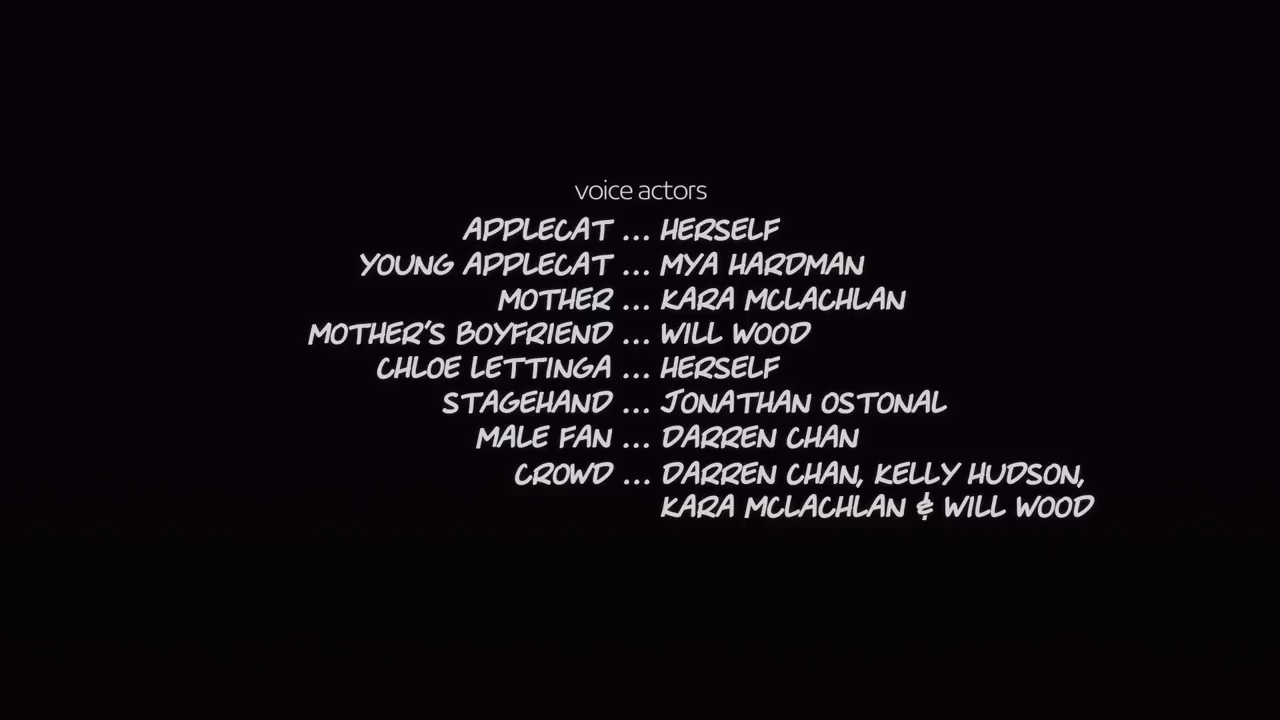 voice actors
APPLECAT ... HERSELF
YOUNG APPLECAT ... MYA HARDMAN
MOTHER ... KARA MCLACHLAN
MOTHER'S BOYFRIEND ... WILL WOOD
CHLOE LETTINGA ... HERSELF
STAGEHAND ... JONATHAN OSTONAL
MALE FAN ... DARREN CHAN
CROWD ... DARREN CHAN, KELLY HUDSON,
KARA MCLACHLAN & WILL WOOD